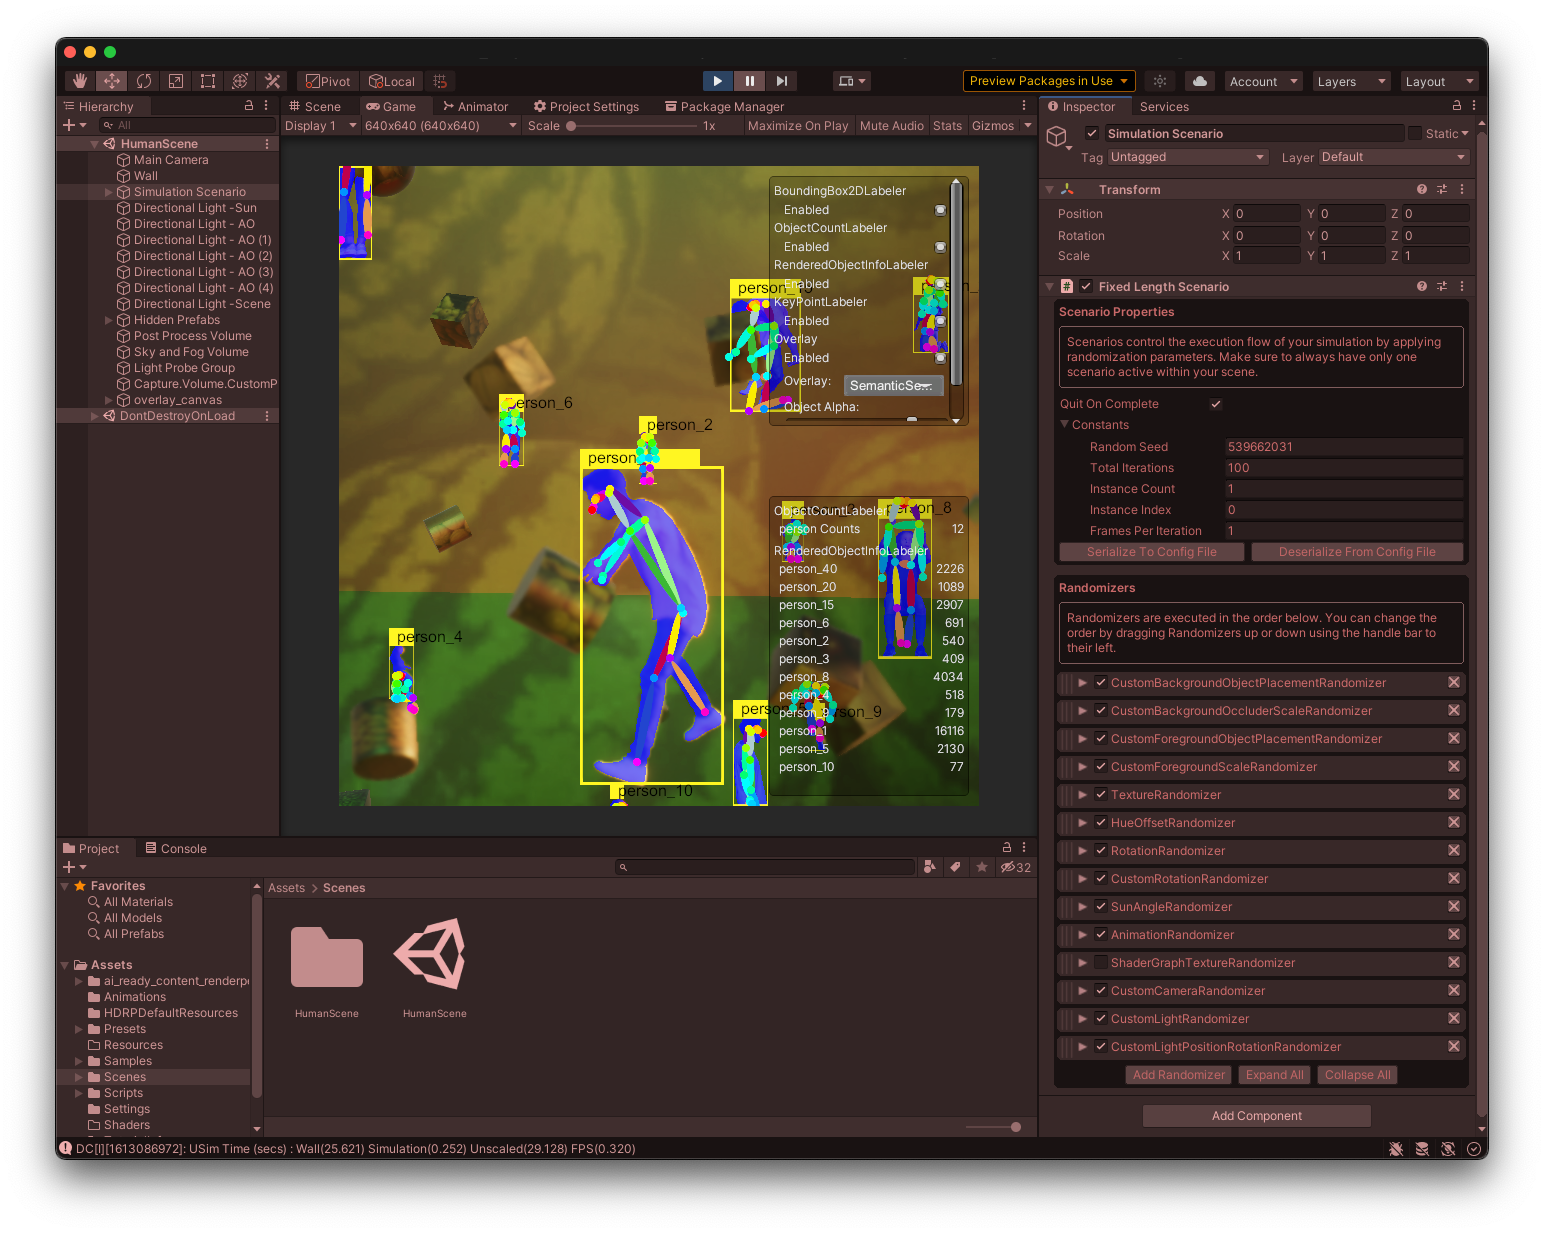 Pivot Local Preview Packages in Use Account Layers Layout
Hierarchy
All
HumanScene
Main Camera
Wall
Simulation Scenario
Directional Light -Sun
Directional Light - AO
Directional Light - AO (1)
Directional Light - AO (2)
Directional Light - AO (3)
Directional Light - AO (4)
Directional Light -Scene
Hidden Prefabs
Post Process Volume
Sky and Fog Volume
Light Probe Group
Capture.Volume.CustomP
overlay_canvas
DontDestroyOnLoad
Scene Game Animator Project Settings Package Manager
Display 1 640x640 (640x640) Scale 1x Maximize On Play Mute Audio Stats Gizmos
person_6
person_2
person_4
person_10
person_8
BoundingBox2DLabeler
Enabled
ObjectCountLabeler
Enabled
RenderedObjectInfoLabeler
Enabled
KeyPointLabeler
Enabled
Overlay
Enabled
Overlay: SemanticSe
Object Alpha:
ObjectCountLabeler
person Counts 12
RenderedObjectInfoLabeler
person_40 2226
person_20 1089
person_15 2907
person_6 691
person_2 540
person_3 409
person_8 4034
person_4 518
person_9 179
person_1 16116
person_5 2130
person_10 77
Inspector Services
Simulation Scenario Static
Tag Untagged Layer Default
Transform
Position X 0 Y 0 Z 0
Rotation X 0 Y 0 Z 0
Scale X 1 Y 1 Z 1
Fixed Length Scenario
Scenario Properties
Scenarios control the execution flow of your simulation by applying
randomization parameters. Make sure to always have only one
scenario active within your scene.
Quit On Complete
Constants
Random Seed 539662031
Total Iterations 100
Instance Count 1
Instance Index 0
Frames Per Iteration 1
Serialize To Config File Deserialize From Config File
Randomizers
Randomizers are executed in the order below. You can change the
order by dragging Randomizers up or down using the handle bar to
their left.
CustomBackgroundObjectPlacementRandomizer
CustomBackgroundOccluderScaleRandomizer
CustomForegroundObjectPlacementRandomizer
CustomForegroundScaleRandomizer
TextureRandomizer
HueOffsetRandomizer
RotationRandomizer
CustomRotationRandomizer
SunAngleRandomizer
AnimationRandomizer
ShaderGraphTextureRandomizer
CustomCameraRandomizer
CustomLightRandomizer
CustomLightPositionRotationRandomizer
Add Randomizer Expand All Collapse All
Add Component
Project Console
32
Favorites
All Materials
All Models
All Prefabs
Assets
ai_ready_content_renderpe
Animations
HDRPDefaultResources
Presets
Resources
Samples
Scenes
Scripts
Settings
Shaders
Assets > Scenes
HumanScene HumanScene
DC[I][1613086972]: USim Time (secs) : Wall(25.621) Simulation(0.252) Unscaled(29.128) FPS(0.320)